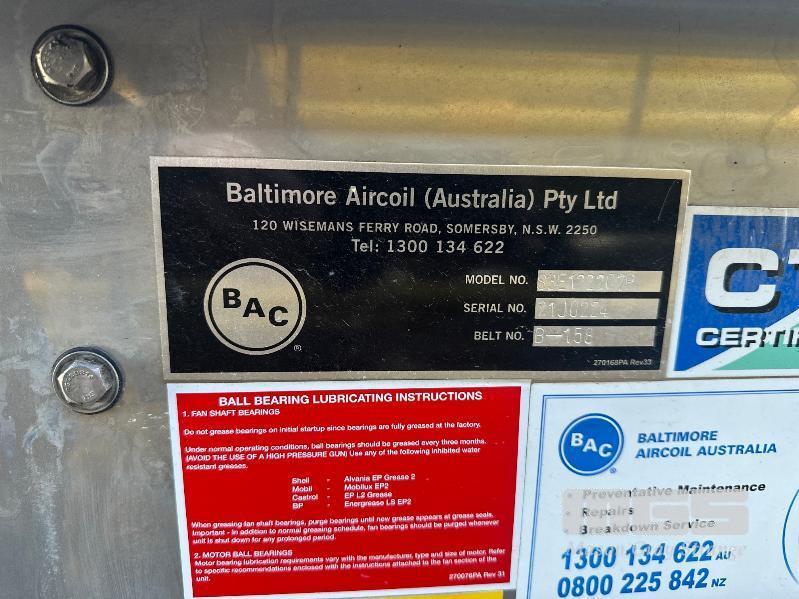 Baltimore Aircoil (Australia) Pty Ltd
120 WISEMANS FERRY ROAD, SOMERSBY, N.S.W. 2250
Tel: 1300 134 622
BAC
®
MODEL NO.
SERIAL NO. 21J0224
BELT NO. B-158
270168PA Rev33
CERTIF
BALL BEARING LUBRICATING INSTRUCTIONS
1. FAN SHAFT BEARINGS
Do not grease bearings on initial startup since bearings are fully greased at the factory.
Under normal operating conditions, ball bearings should be greased every three months.
(AVOID THE USE OF A HIGH PRESSURE GUN) Use any of the following inhibited water
resistant greases.
Shell - Alvania EP Grease 2
Mobil - Mobilux EP2
Castrol - EP L2 Grease
BP - Energrease LS EP2
When greasing fan shaft bearings, purge bearings until new grease appears at grease seals.
Important - In addition to normal greasing schedule, fan bearings should be purged whenever
unit is shut down for any prolonged period.
2. MOTOR BALL BEARINGS
Motor bearing lubrication requirements vary with the manufacturer, type and size of motor. Refer
to specific recommendations enclosed with the instructions attached to the fan section of the
unit.
270076PA Rev 31
BAC
BALTIMORE
AIRCOIL AUSTRALIA
• Preventative Maintenance
• Repairs
• Breakdown Service
1300 134 622 AU
0800 225 842 NZ